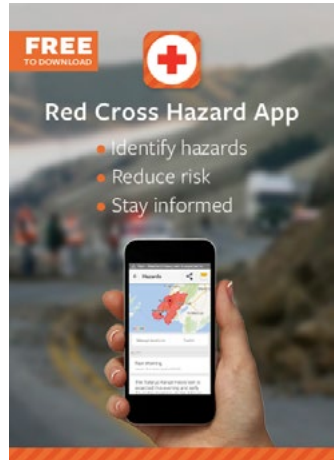 FREE
TO DOWNLOAD
Red Cross Hazard App
Identify hazards
Reduce risk
Stay informed
Hazards